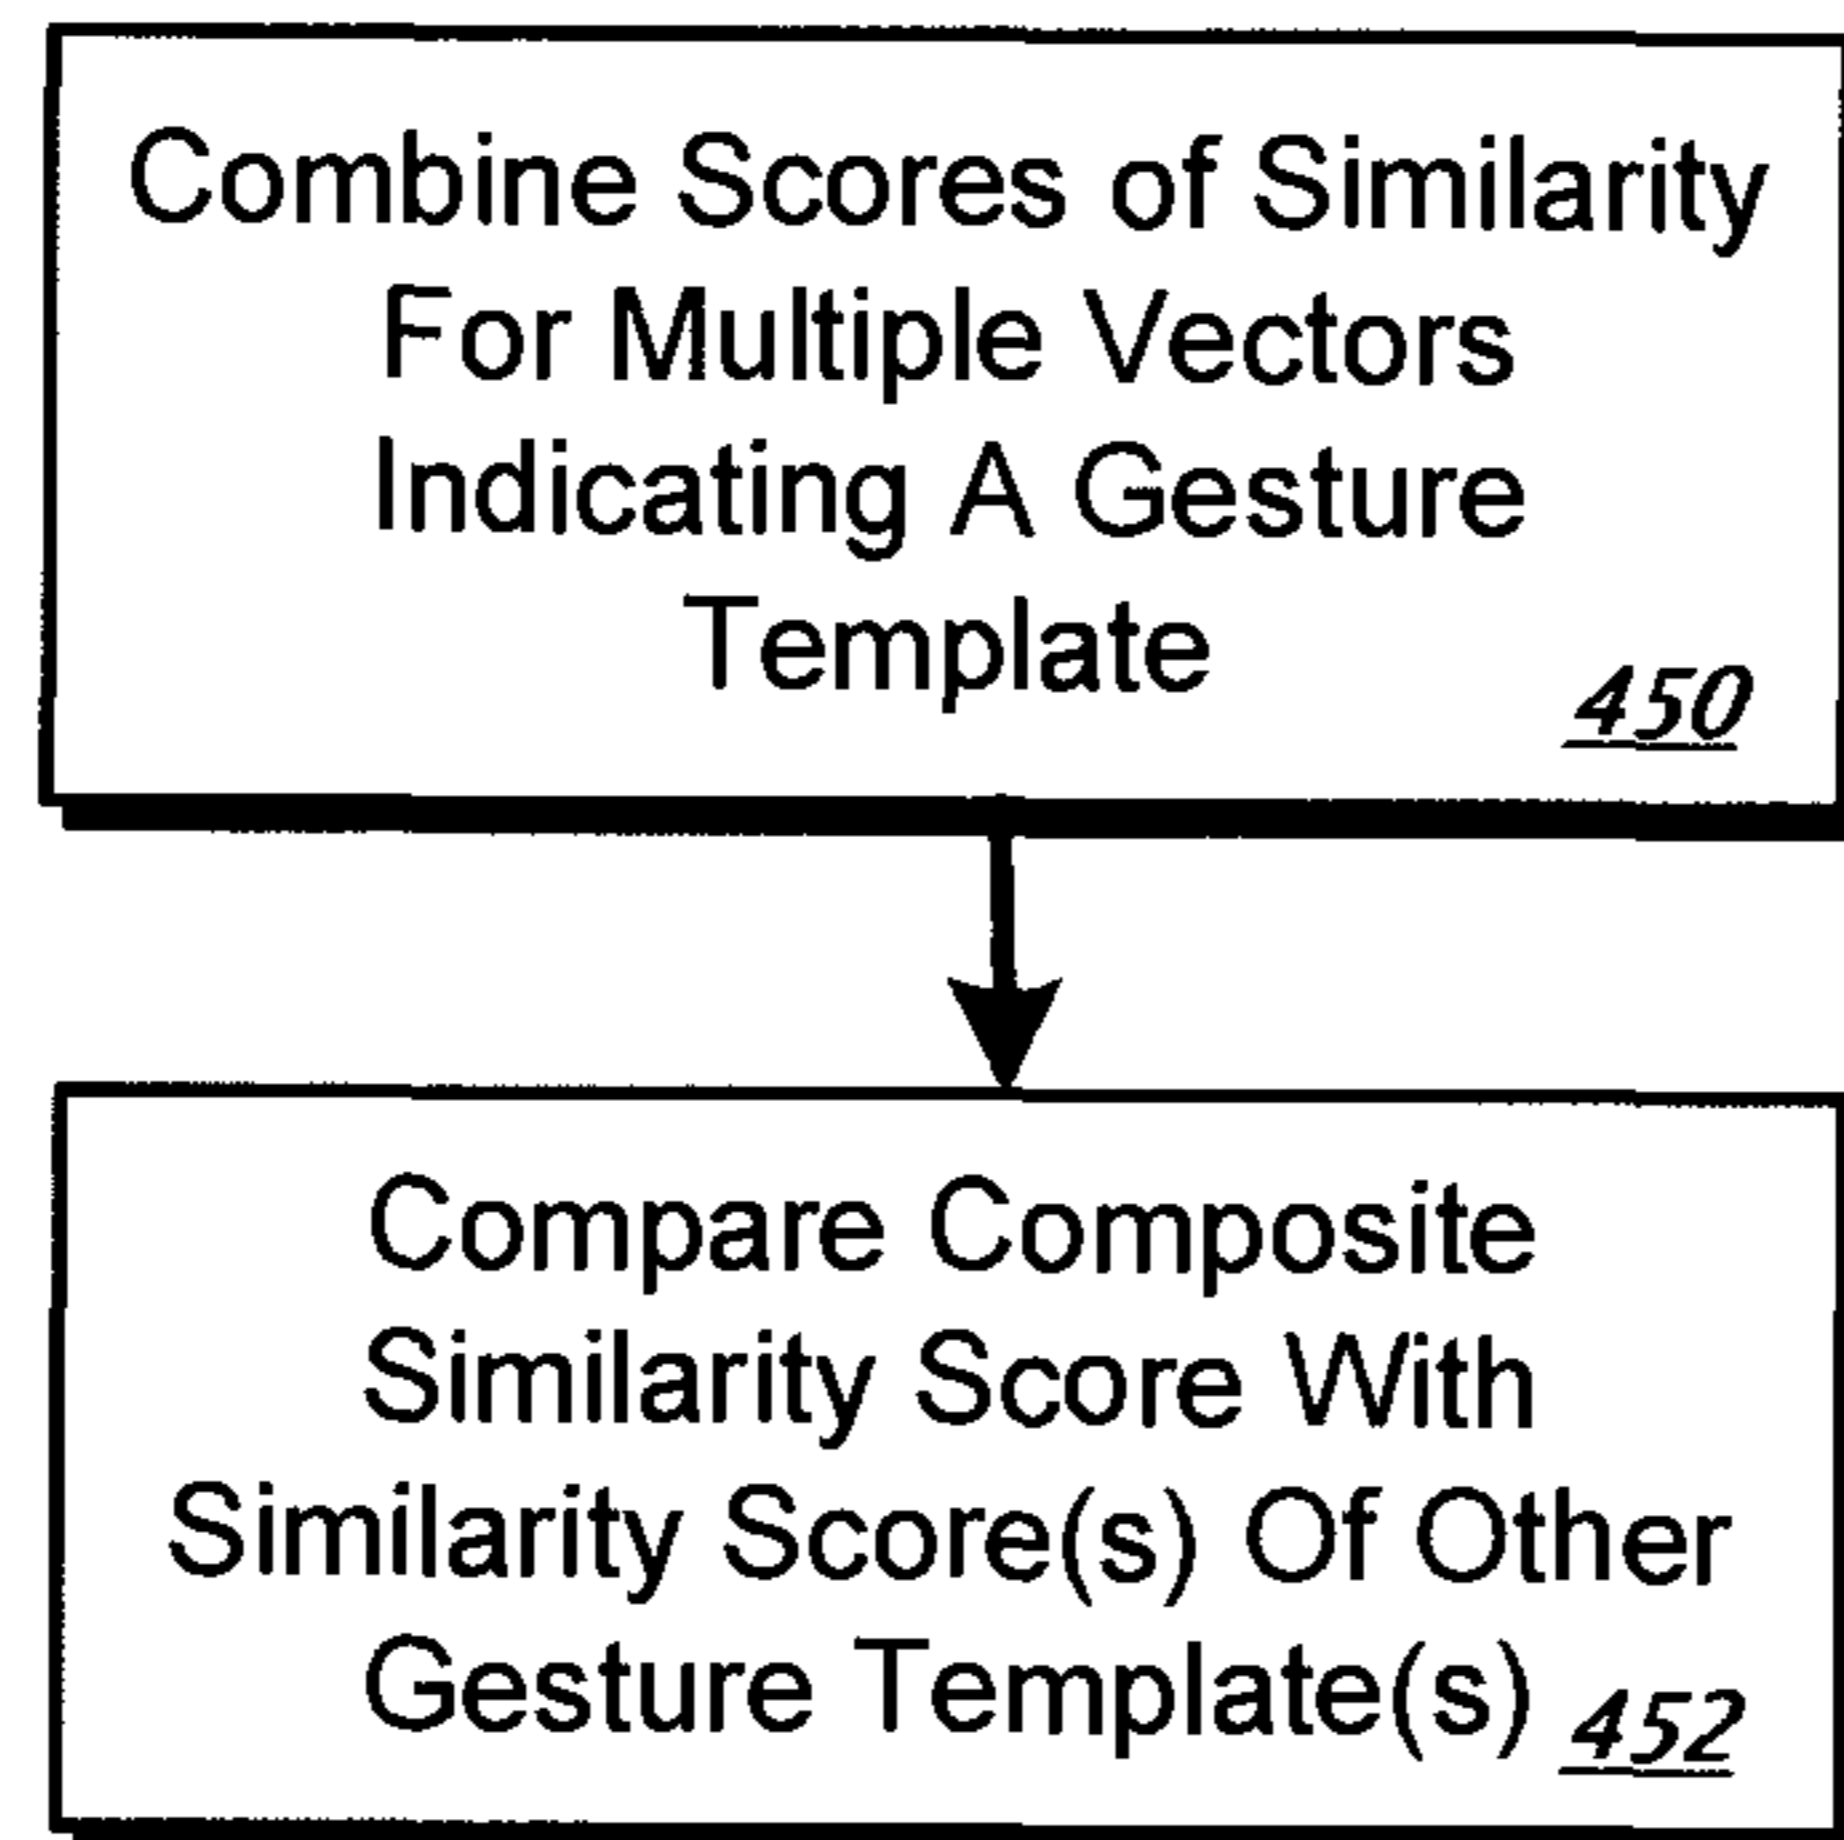 Combine Scores of Similarity
For Multiple Vectors
Indicating A Gesture
Template
450
Compare Composite
Similarity Score With
Similarity Score(s) Of Other
Gesture Template(s)
452